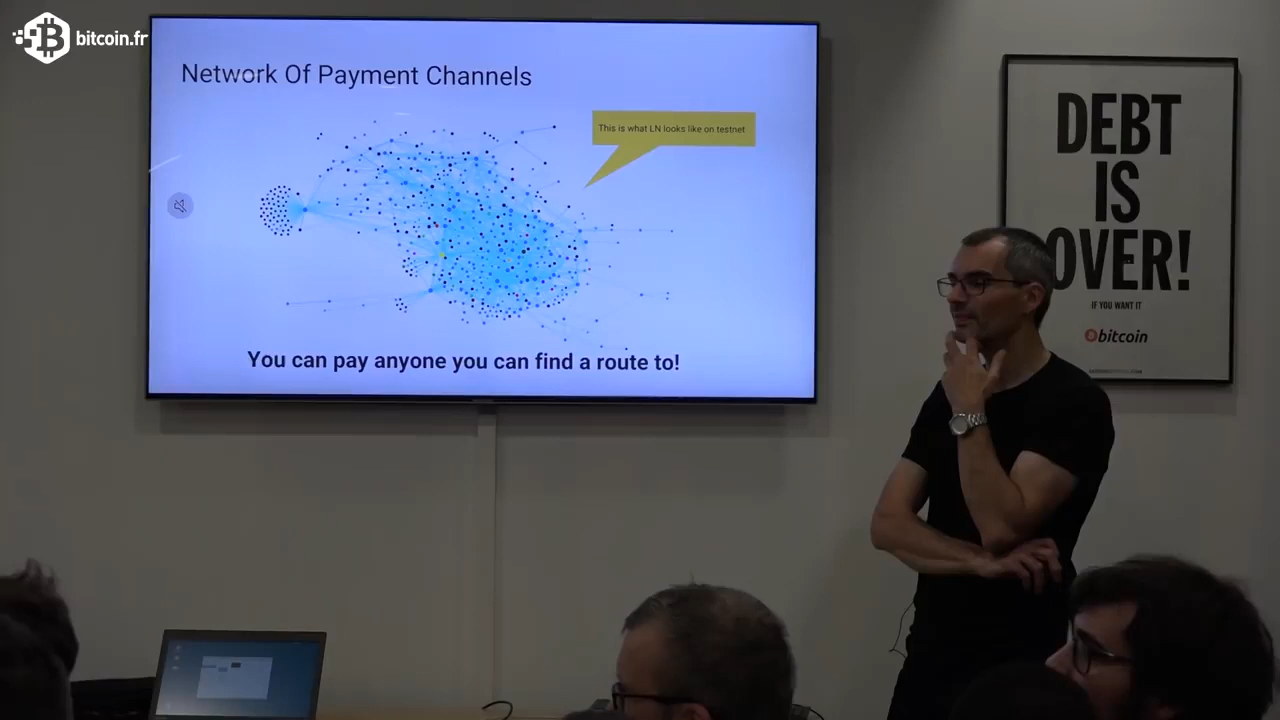 bitcoin.fr
Network Of Payment Channels
This is what LN looks like on testnet
You can pay anyone you can find a route to!
DEBT
IS
OVER!
IF YOU WANT IT
bitcoin